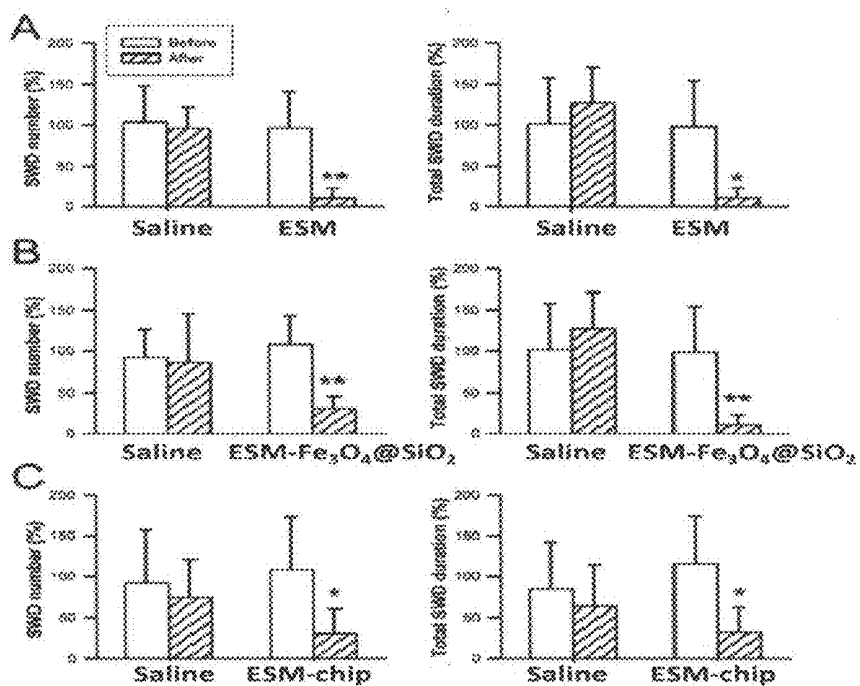 A
SWD number (%)
200
150
100
50
0
Before
After
**
Saline ESM
Total SWD duration (%)
200
150
100
50
0
*
Saline ESM
B
SWD number (%)
200
150
100
50
0
**
Saline ESM-Fe₃O₄@SiO₂
Total SWD duration (%)
200
150
100
50
0
**
Saline ESM-Fe₃O₄@SiO₂
C
SWD number (%)
200
150
100
50
0
*
Saline ESM-chip
Total SWD duration (%)
200
150
100
50
0
*
Saline ESM-chip